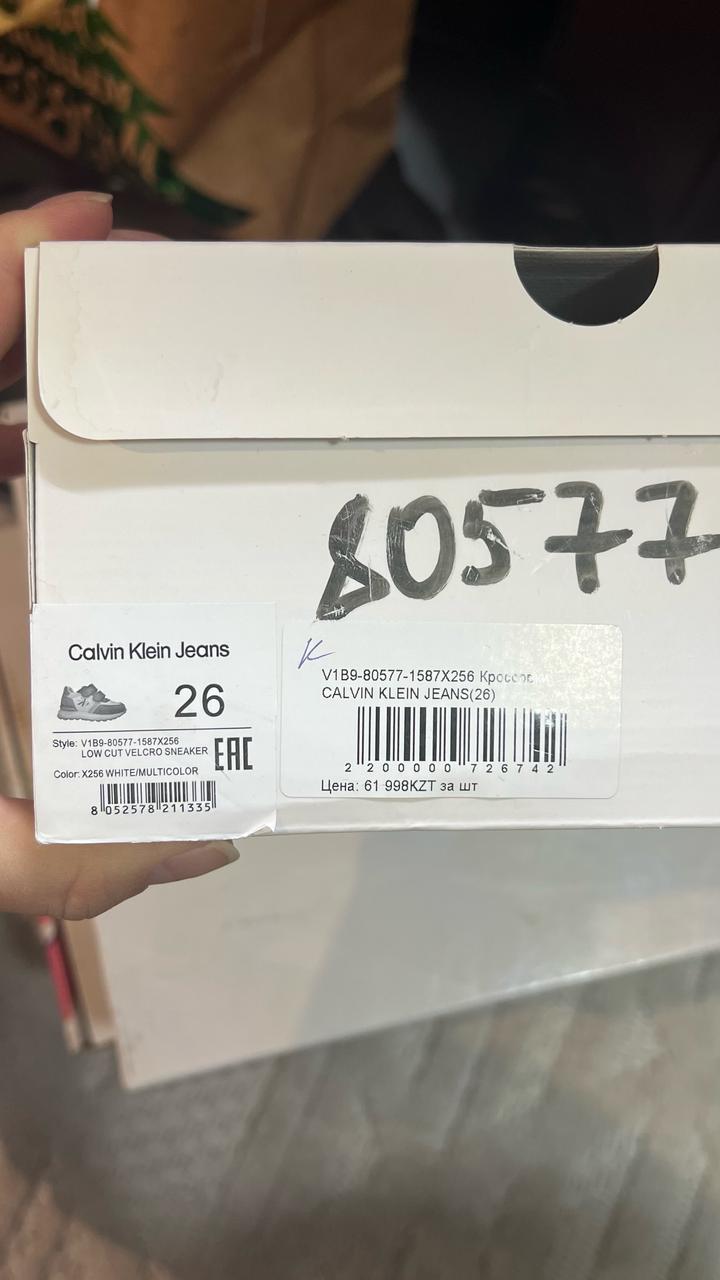 80577
Calvin Klein Jeans
26
Style: V1B9-80577-1587X256
LOW CUT VELCRO SNEAKER
EAC
Color: X256 WHITE/MULTICOLOR
8 052578 211335
K
V1B9-80577-1587X256
CALVIN KLEIN JEANS(26)
2 200000 726742
Цена: 61 998KZT за шт